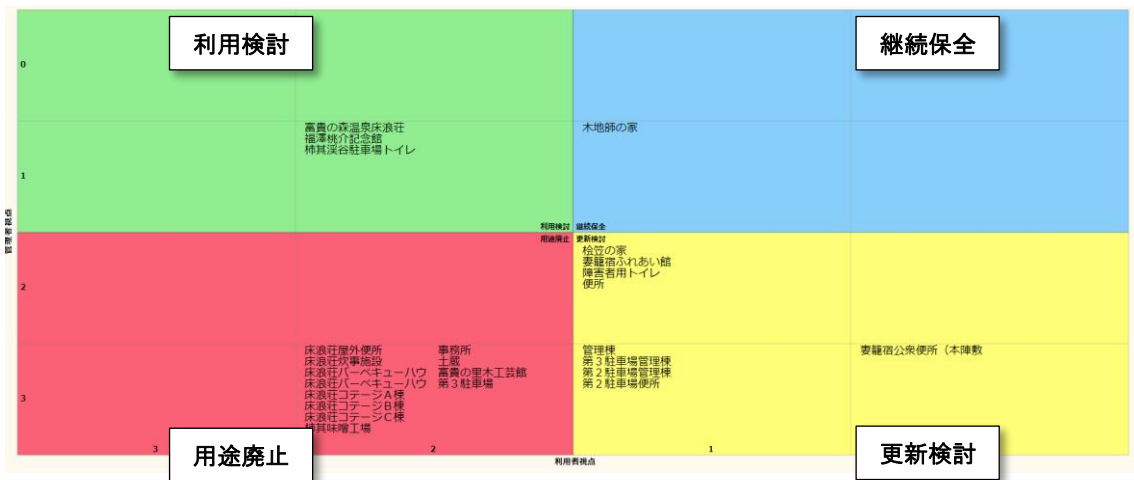 利用検討
継続保全
0
富貴の森温泉床浪荘
福澤桃介記念館
柿其渓谷駐車場トイレ
木地師の家
1
管理者視点
利用検討 継続保全
用途廃止 更新検討
桧笠の家
妻籠宿ふれあい館
障害者用トイレ
便所
2
床浪荘屋外便所
床浪荘炊事施設
床浪荘バーベキューハウ
床浪荘バーベキューハウ
床浪荘コテージA棟
床浪荘コテージB棟
床浪荘コテージC棟
柿其味噌工場
事務所
土蔵
富貴の里木工芸館
第3駐車場
管理棟
第3駐車場管理棟
第2駐車場管理棟
第2駐車場便所
妻籠宿公衆便所（本陣敷
3
3 2 1
用途廃止
利用者視点
更新検討